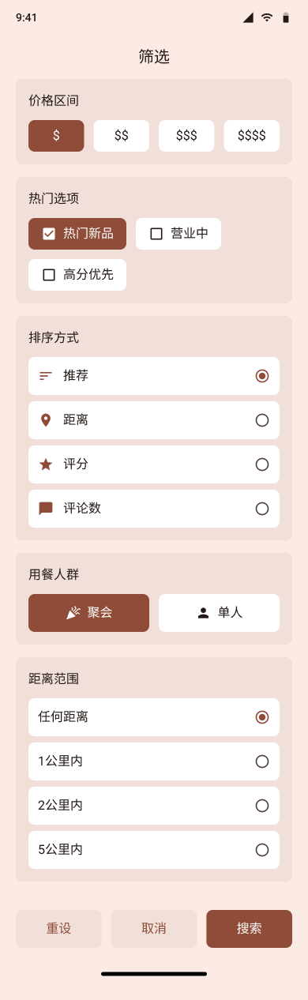 9:41
筛选
价格区间
$ $$ $$$ $$$$
热门选项
热门新品 营业中
高分优先
排序方式
推荐
距离
评分
评论数
用餐人群
聚会 单人
距离范围
任何距离
1公里内
2公里内
5公里内
重设 取消 搜索